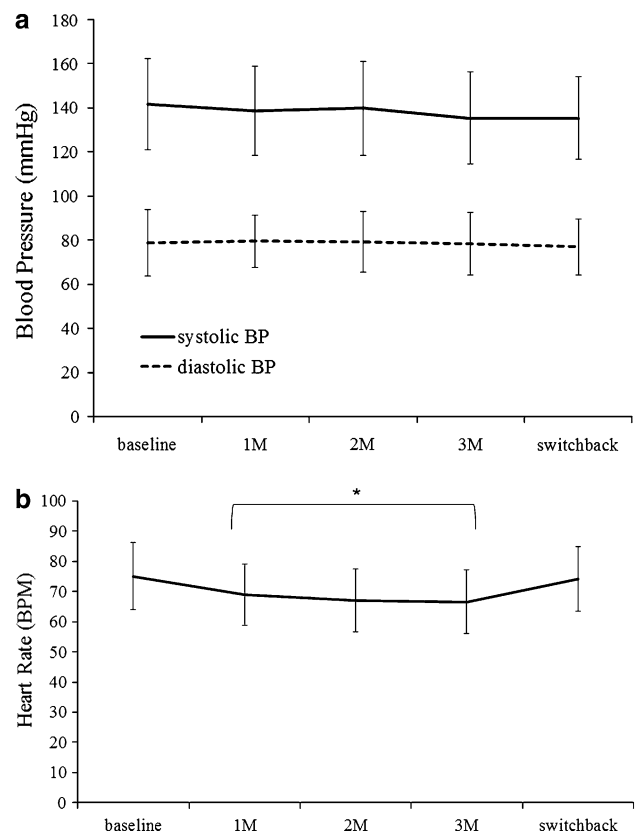 a
180
160
140
120
100
80
60
40
20
0
Blood Pressure (mmHg)
systolic BP
diastolic BP
baseline 1M 2M 3M switchback
b
*
100
90
80
70
60
50
40
30
20
10
0
Heart Rate (BPM)
baseline 1M 2M 3M switchback